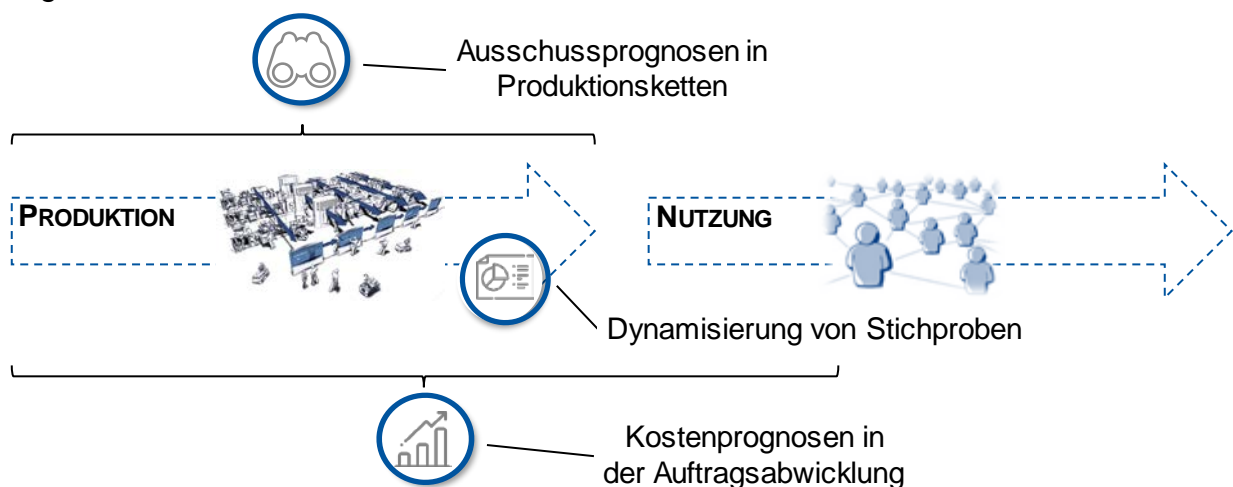 Ausschussprognosen in
Produktionsketten
PRODUKTION
NUTZUNG
Dynamisierung von Stichproben
Kostenprognosen in
der Auftragsabwicklung